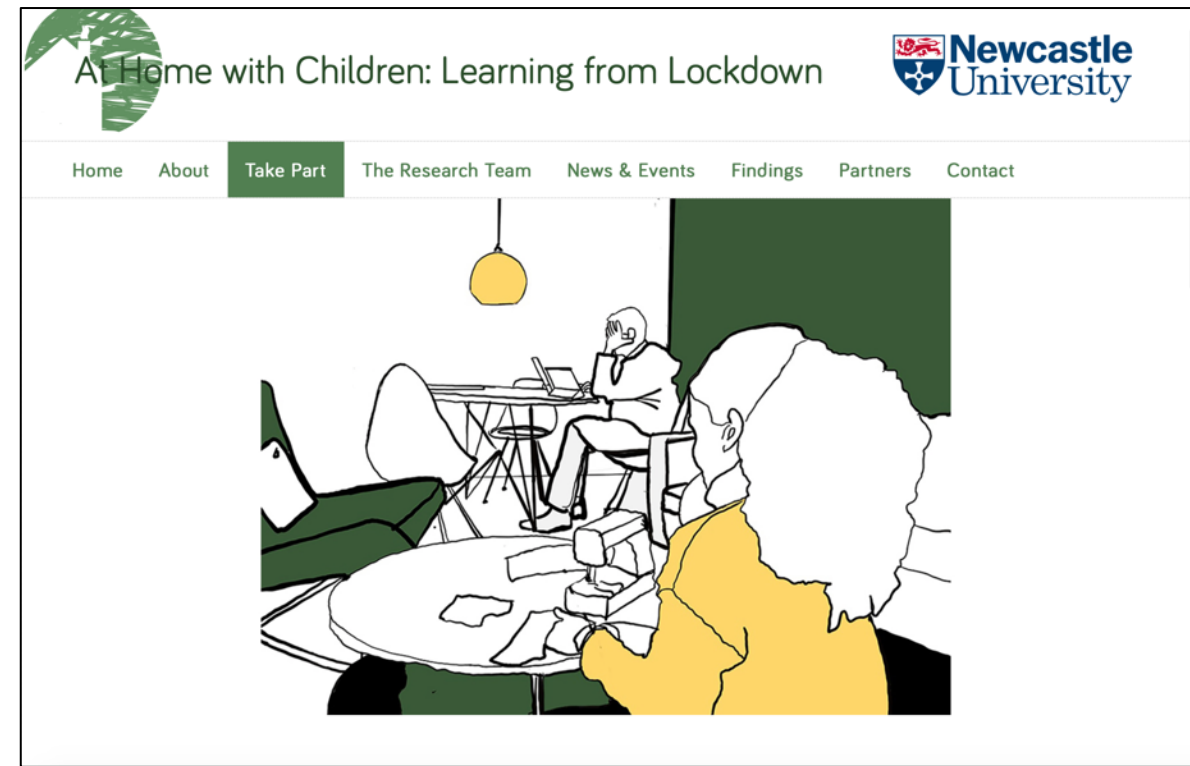 At Home with Children: Learning from Lockdown
Newcastle
University
Home About Take Part The Research Team News & Events Findings Partners Contact